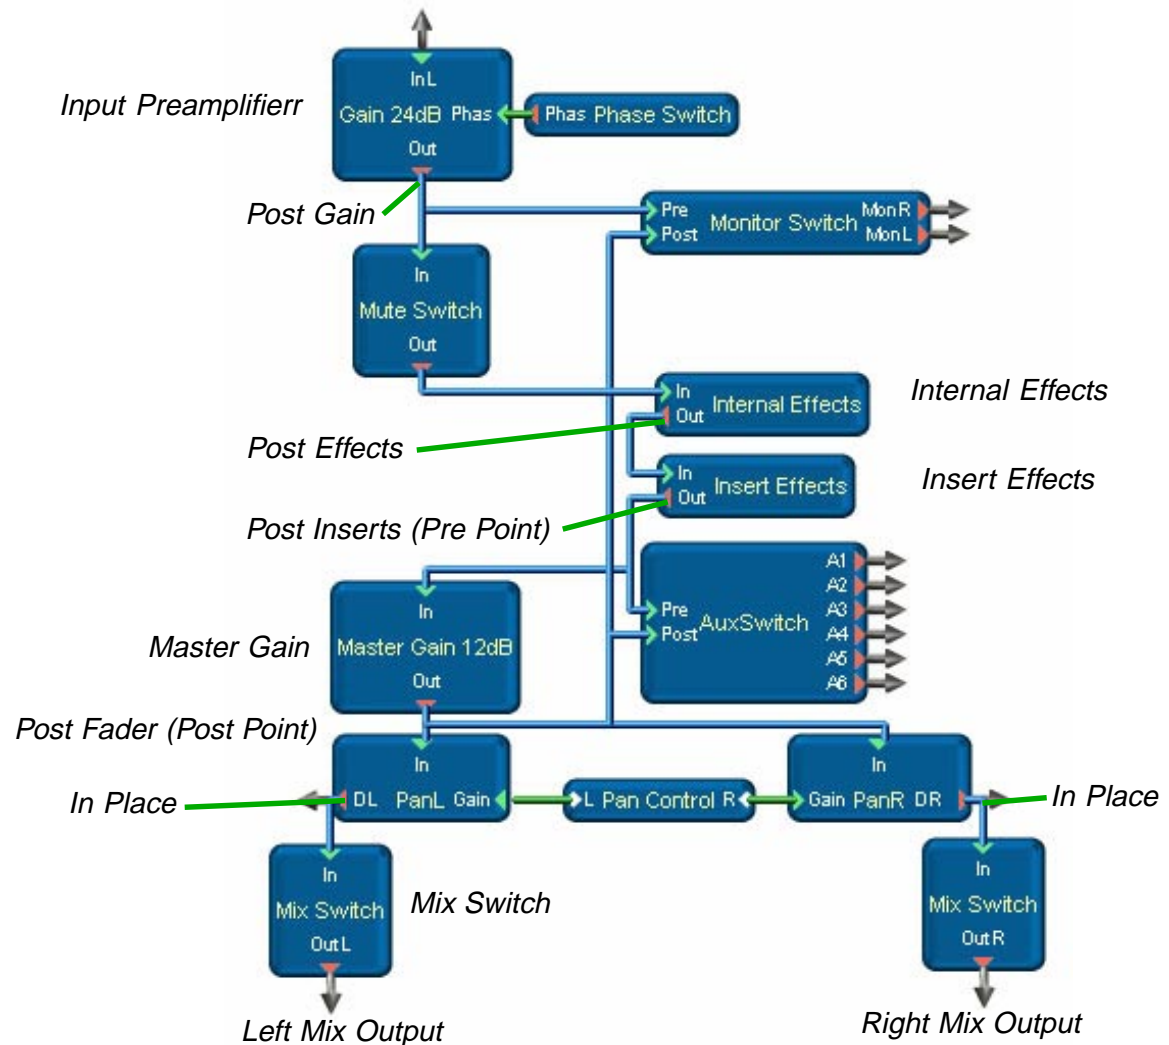 InL
Input Preamplifierr
Gain 24dB Phas
Phas Phase Switch
Out
Post Gain
Pre
Post
Monitor Switch
MonR
MonL
In
Mute Switch
Out
In
Out
Internal Effects
Internal Effects
Post Effects
In
Out
Insert Effects
Insert Effects
Post Inserts (Pre Point)
A1
A2
A3
A4
A5
A6
Pre
Post
AuxSwitch
In
Master Gain
Master Gain 12dB
Out
Post Fader (Post Point)
In
In
In Place
DL PanL Gain
L Pan Control R
Gain PanR DR
In Place
In
Mix Switch
OutL
Mix Switch
In
Mix Switch
OutR
Left Mix Output
Right Mix Output